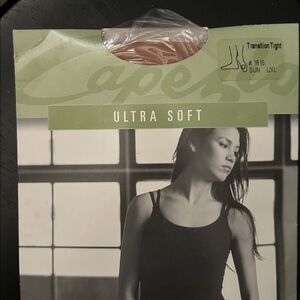 Transition Tight
# 1816
SUN L/XL
Capezio
ULTRA SOFT